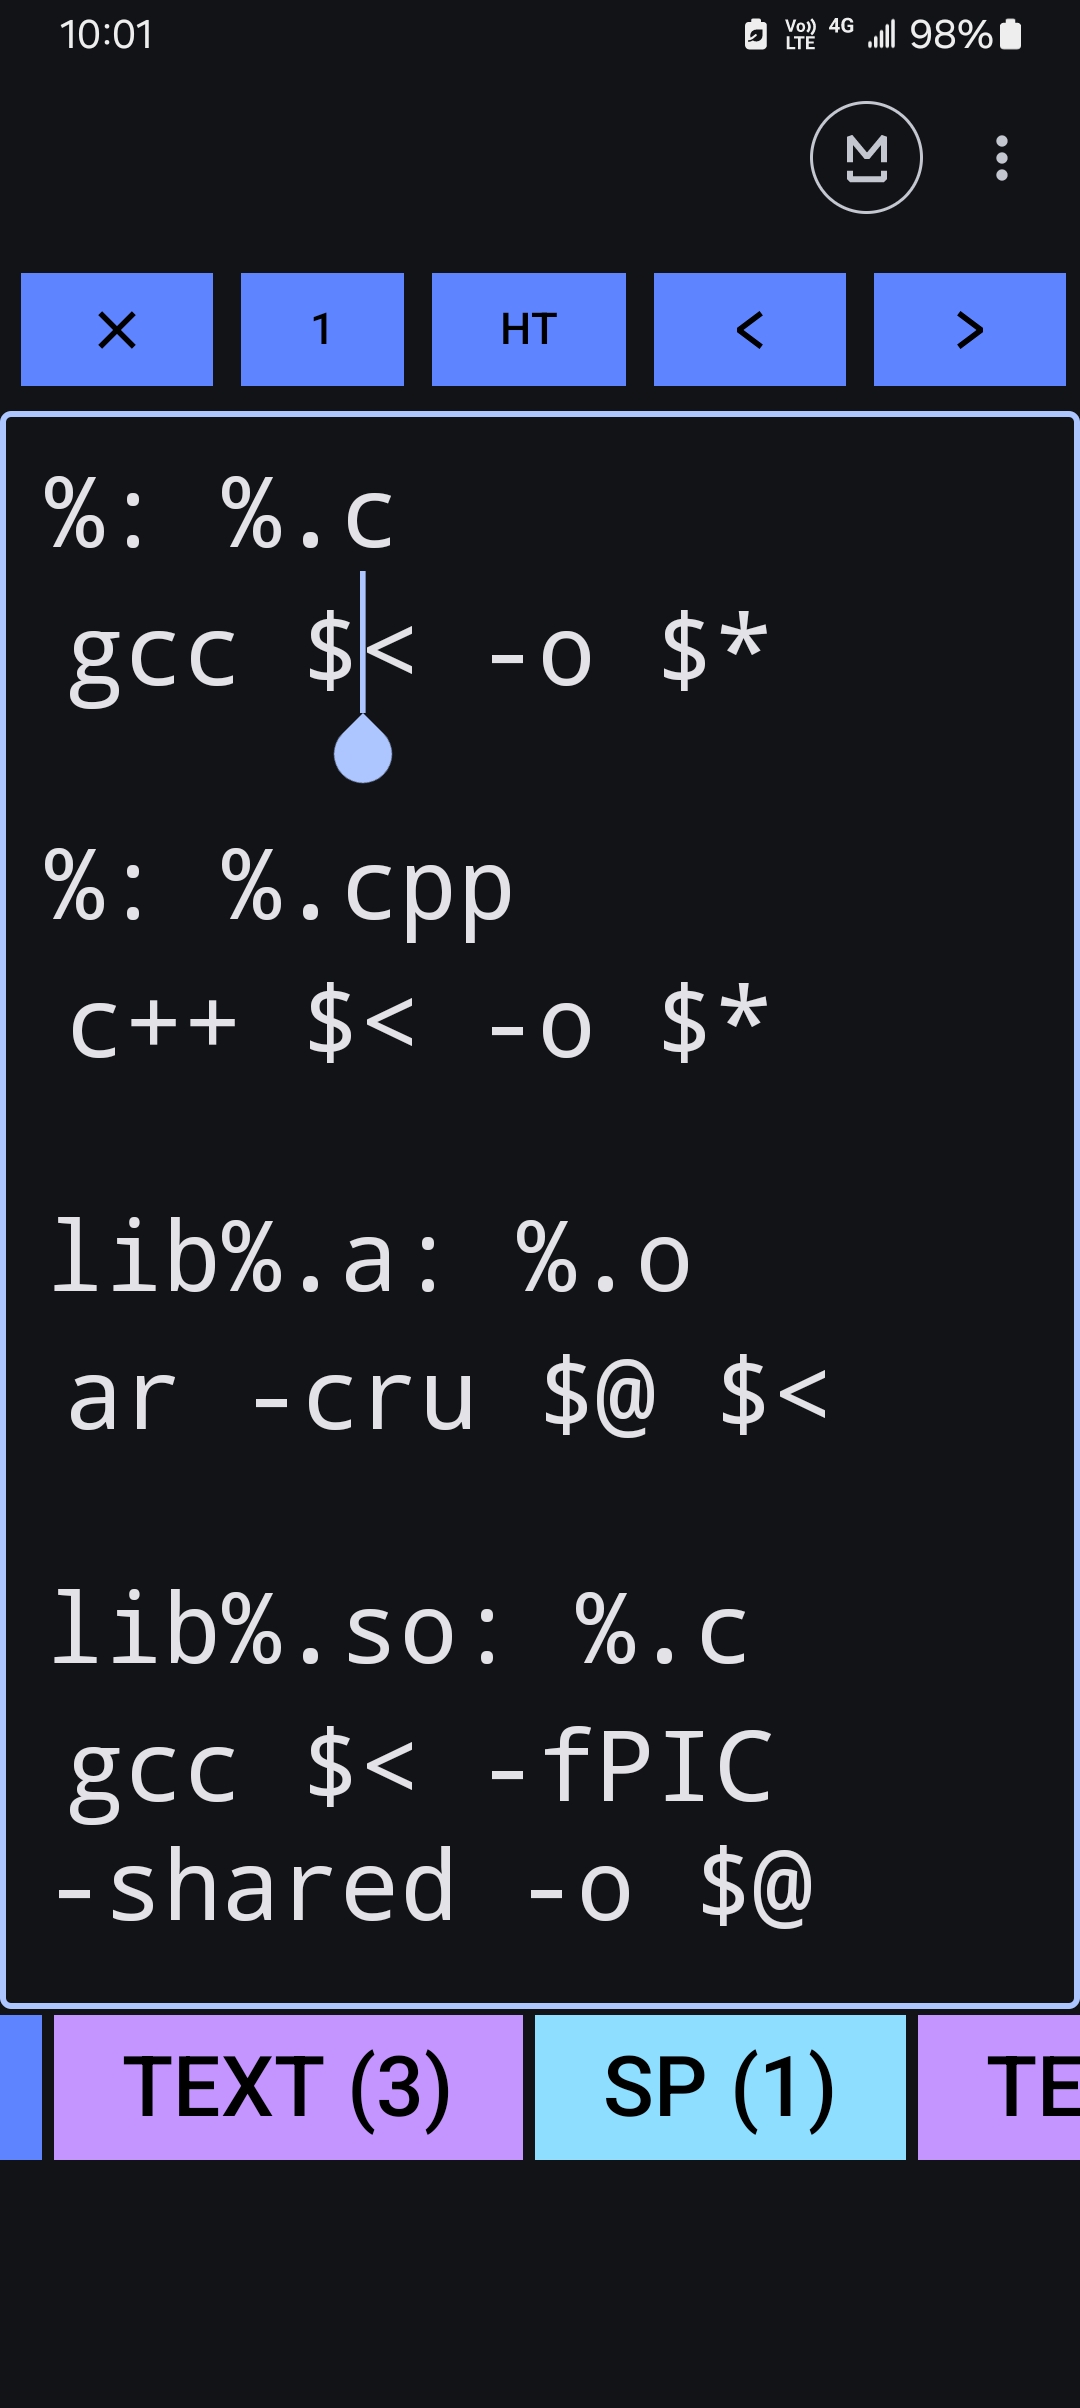 10:01 Vo)) LTE 4G 98%
1 HT < >
%: %.c
gcc $< -o $*
%: %.cpp
c++ $< -o $*
lib%.a: %.o
ar -cru $@ $<
lib%.so: %.c
gcc $< -fPIC
-shared -o $@
TEXT (3) SP (1) TE